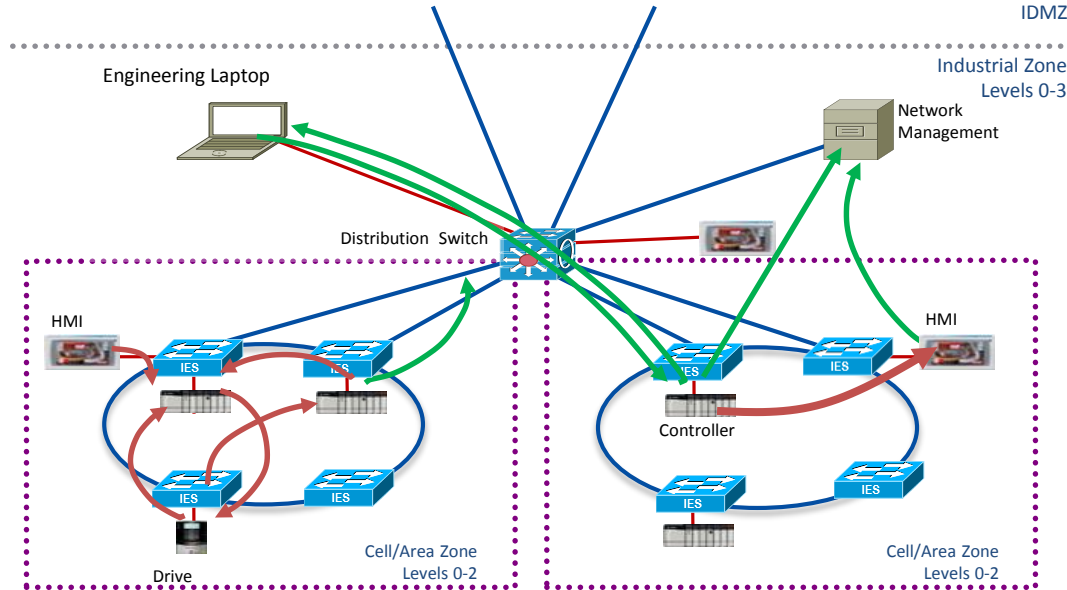 IDMZ
Engineering Laptop
Industrial Zone
Levels 0-3
Network
Management
Distribution Switch
HMI
HMI
IES
IES
IES
IES
Controller
IES
IES
IES
IES
Cell/Area Zone
Levels 0-2
Cell/Area Zone
Levels 0-2
Drive